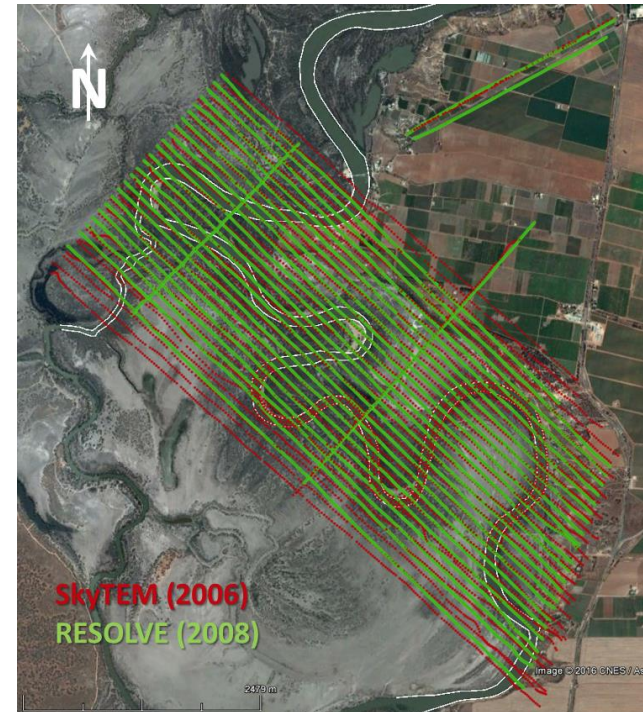 N
SkyTEM (2006)
RESOLVE (2008)
Image © 2016 CNES / As
2479 m